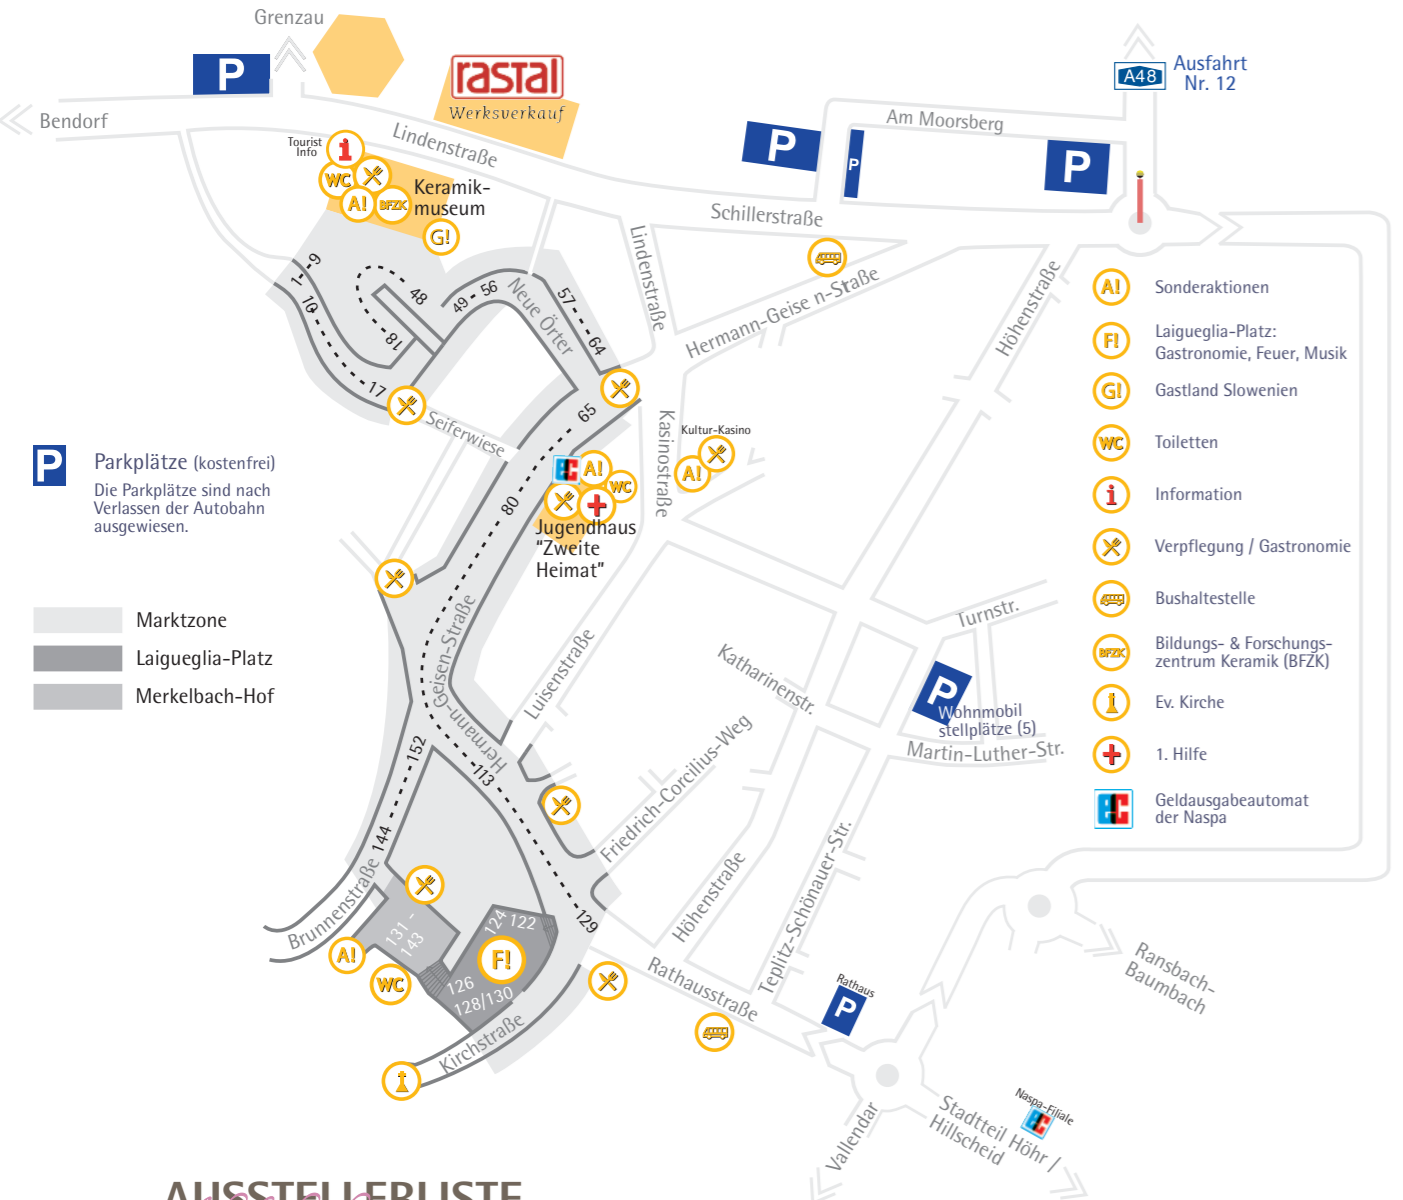 Grenzau
P
Bendorf
rastal
Werksverkauf
Lindenstraße
Tourist
Info
i
WC
A!
BFZK
G!
Keramik-
museum
A48
Ausfahrt
Nr. 12
Am Moorsberg
P
P
P
Schillerstraße
Lindenstraße
Hermann-Geise n-Straße
Höhenstraße
1--9
10
17
18
48
49 - 56
Neue Örter
57
64
65
Seiferwiese
80
Kasinostraße
Kultur-Kasino
A!
A!
WC
Jugendhaus
"Zweite
Heimat"
P
Parkplätze (kostenfrei)
Die Parkplätze sind nach
Verlassen der Autobahn
ausgewiesen.
Marktzone
Laigueglia-Platz
Merkelbach-Hof
A!
Sonderaktionen
F!
Laigueglia-Platz:
Gastronomie, Feuer, Musik
G!
Gastland Slowenien
WC
Toiletten
i
Information
Verpflegung / Gastronomie
Bushaltestelle
BFZK
Bildungs- & Forschungs-
zentrum Keramik (BFZK)
Ev. Kirche
1. Hilfe
Geldausgabeautomat
der Naspa
Hermann-Geisen-Straße
Luisenstraße
Katharinenstr.
Turnstr.
P
Wohnmobil
stellplätze (5)
Martin-Luther-Str.
Friedrich-Corcilius-Weg
113
152
144
Brunnenstraße
Höhenstraße
Teplitz-Schönauer-Str.
131 -
143
124
122
F!
126
128/130
129
A!
WC
Rathausstraße
Kirchstraße
Rathaus
P
Ransbach-
Baumbach
Vallendar
Stadtteil Höhr /
Hillscheid
Naspa-Filiale
AUSSTELLERLISTE